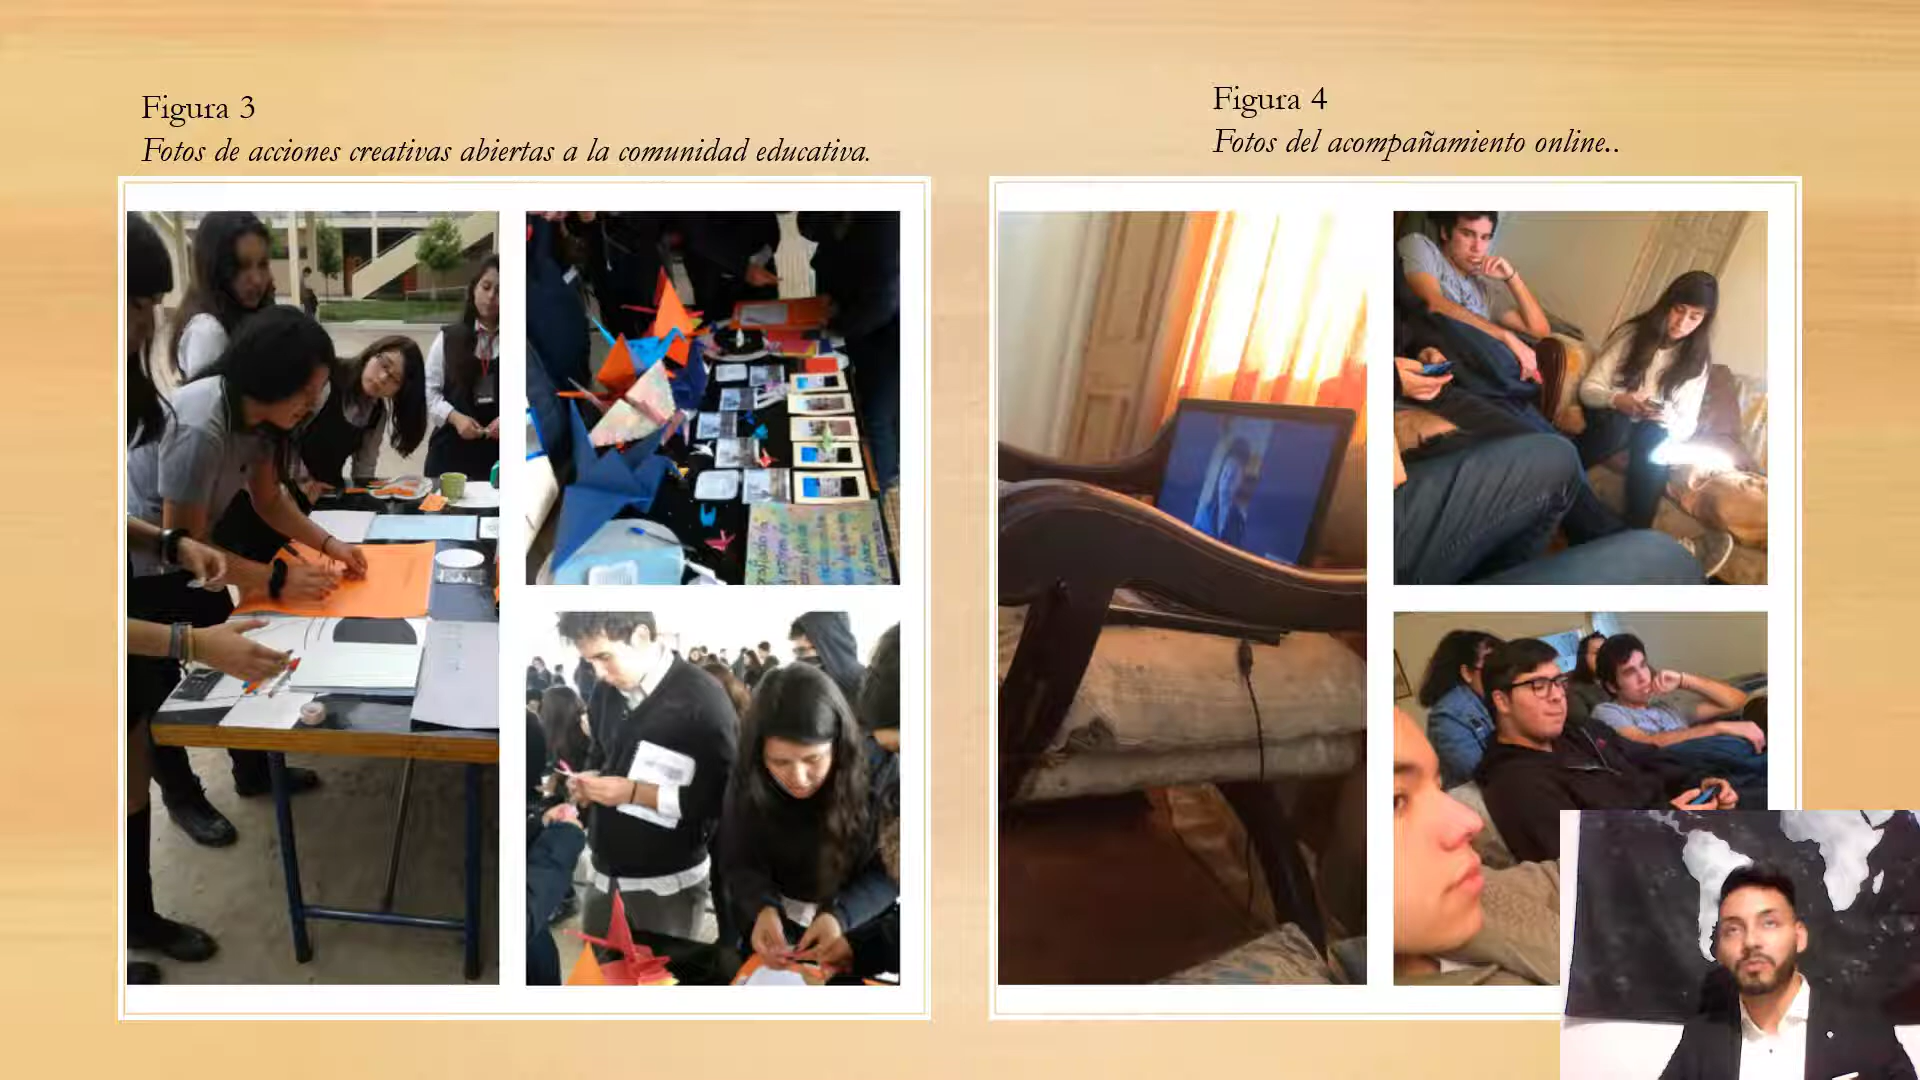 Figura 3
Fotos de acciones creativas abiertas a la comunidad educativa.
Figura 4
Fotos del acompañamiento online..